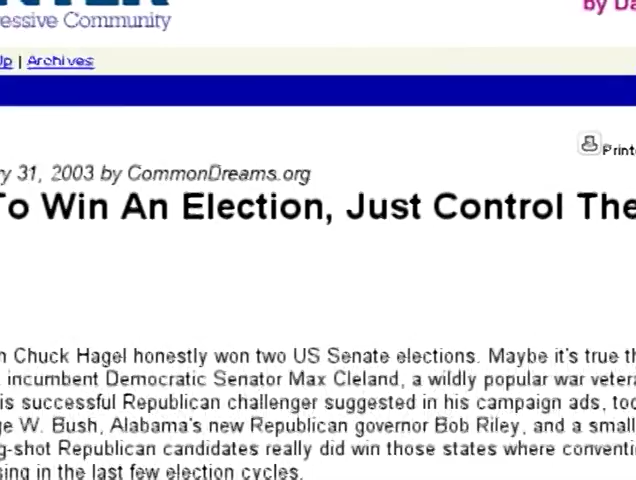 essive Community
by Da
Up | Archives
Printe
y 31, 2003 by CommonDreams.org
To Win An Election, Just Control The
n Chuck Hagel honestly won two US Senate elections. Maybe it's true th
incumbent Democratic Senator Max Cleland, a wildly popular war vetera
is successful Republican challenger suggested in his campaign ads, too
ge W. Bush, Alabama's new Republican governor Bob Riley, and a small
g-shot Republican candidates really did win those states where conventi
sing in the last few election cycles.